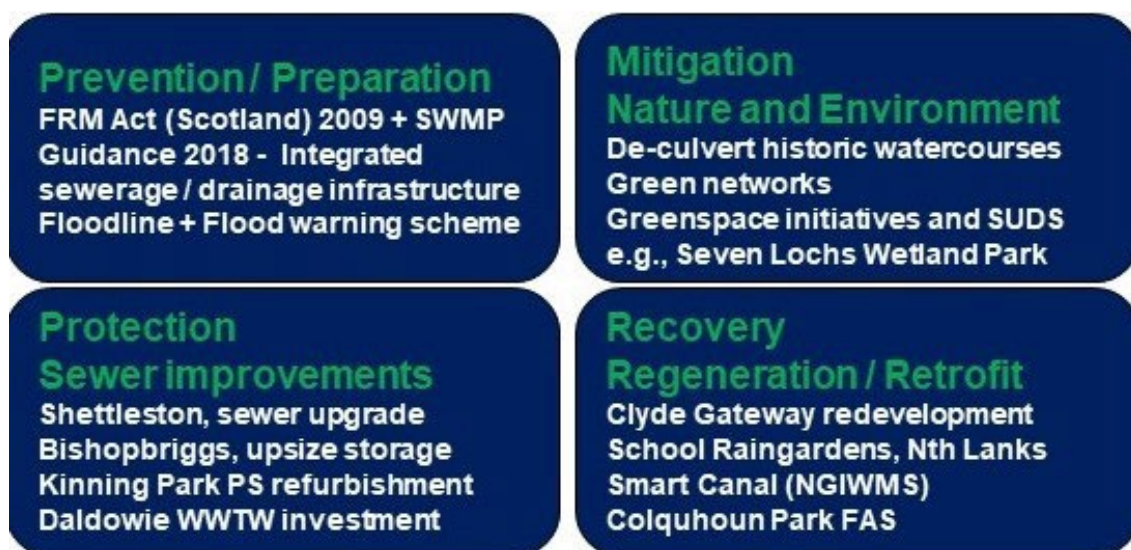 Prevention / Preparation
FRM Act (Scotland) 2009 + SWMP
Guidance 2018 - Integrated
sewerage / drainage infrastructure
Floodline + Flood warning scheme
Mitigation
Nature and Environment
De-culvert historic watercourses
Green networks
Greenspace initiatives and SUDS
e.g., Seven Lochs Wetland Park
Protection
Sewer improvements
Shettleston, sewer upgrade
Bishopbriggs, upsize storage
Kinning Park PS refurbishment
Daldowie WWTW investment
Recovery
Regeneration / Retrofit
Clyde Gateway redevelopment
School Raingardens, Nth Lanks
Smart Canal (NGIWMS)
Colquhoun Park FAS